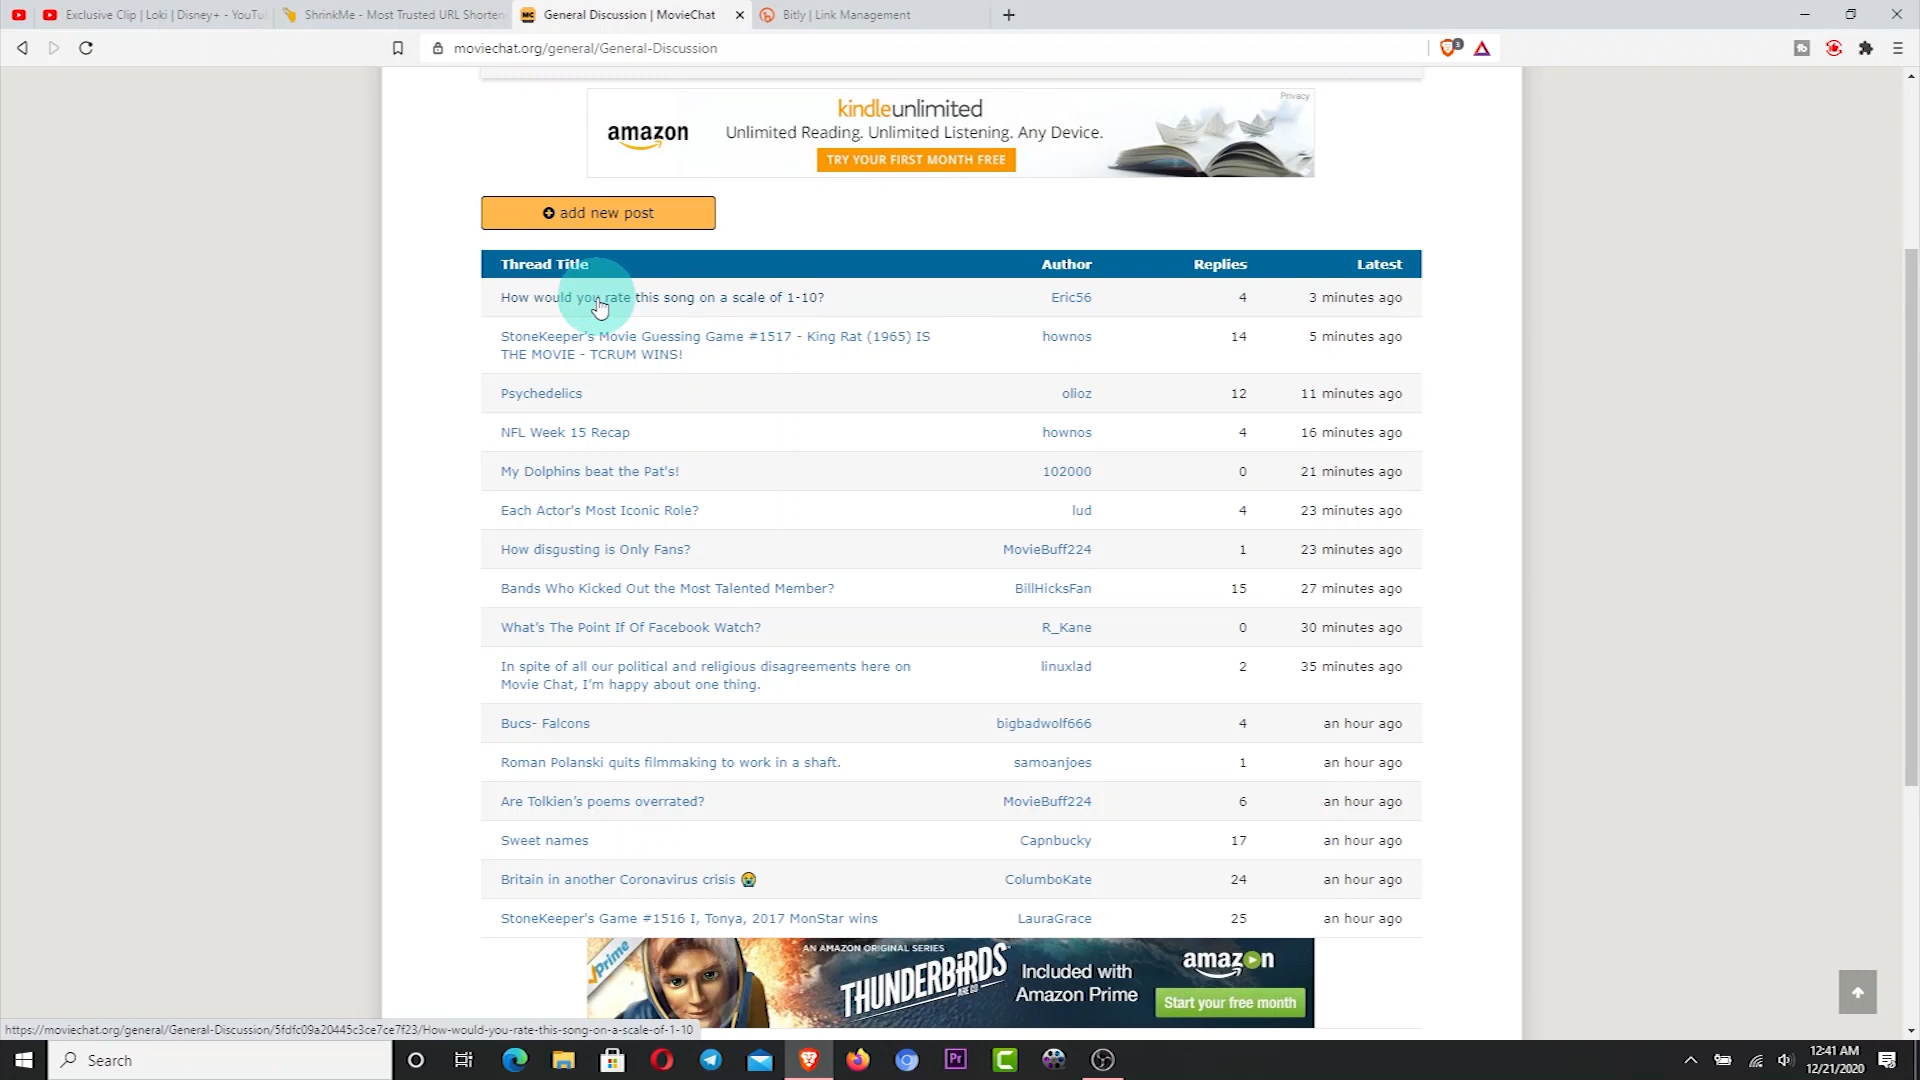 Exclusive Clip | Loki | Disney+ - YouTu
ShrinkMe - Most Trusted URL Shorten
General Discussion | MovieChat
Bitly | Link Management
moviechat.org/general/General-Discussion
3
Privacy
kindleunlimited
amazon
Unlimited Reading. Unlimited Listening. Any Device.
TRY YOUR FIRST MONTH FREE
add new post
Thread Title Author Replies Latest
How would you rate this song on a scale of 1-10? Eric56 4 3 minutes ago
StoneKeeper's Movie Guessing Game #1517 - King Rat (1965) IS hownos 14 5 minutes ago
THE MOVIE - TCRUM WINS!
Psychedelics olioz 12 11 minutes ago
NFL Week 15 Recap hownos 4 16 minutes ago
My Dolphins beat the Pat's! 102000 0 21 minutes ago
Each Actor's Most Iconic Role? lud 4 23 minutes ago
How disgusting is Only Fans? MovieBuff224 1 23 minutes ago
Bands Who Kicked Out the Most Talented Member? BillHicksFan 15 27 minutes ago
What's The Point If Of Facebook Watch? R_Kane 0 30 minutes ago
In spite of all our political and religious disagreements here on linuxlad 2 35 minutes ago
Movie Chat, I'm happy about one thing.
Bucs- Falcons bigbadwolf666 4 an hour ago
Roman Polanski quits filmmaking to work in a shaft. samoanjoes 1 an hour ago
Are Tolkien's poems overrated? MovieBuff224 6 an hour ago
Sweet names Capnbucky 17 an hour ago
Britain in another Coronavirus crisis 😭 ColumboKate 24 an hour ago
StoneKeeper's Game #1516 I, Tonya, 2017 MonStar wins LauraGrace 25 an hour ago
Prime
AN AMAZON ORIGINAL SERIES
THUNDERBIRDS
ARE GO
Included with
Amazon Prime
amazon
Start your free month
https://moviechat.org/general/General-Discussion/5fdfc09a20445c3ce7ce7f23/How-would-you-rate-this-song-on-a-scale-of-1-10
Search
Pr
12:41 AM
12/21/2020